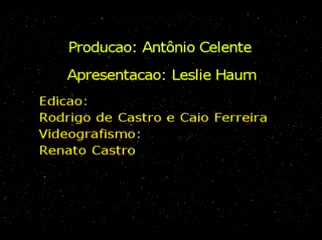 Producao: Antônio Celente
Apresentacao: Leslie Haum
Edicao:
Rodrigo de Castro e Caio Ferreira
Videografismo:
Renato Castro